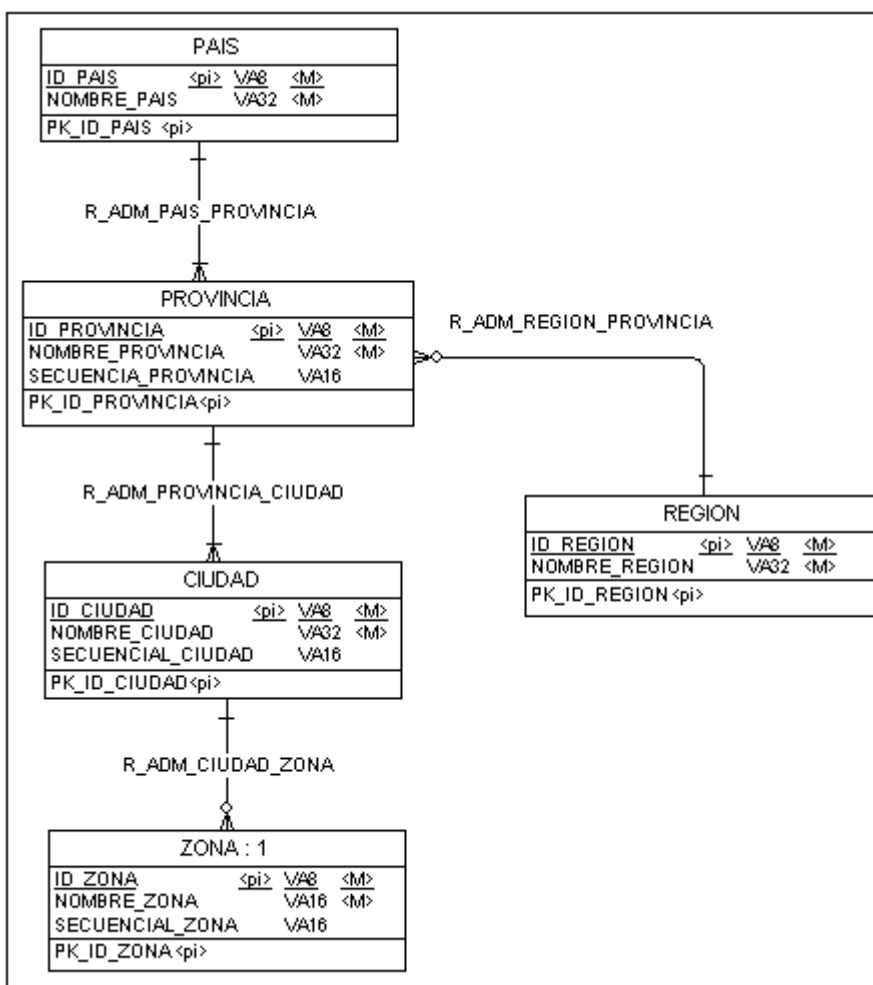 PAIS
ID_PAIS <pi> VA8 <M>
NOMBRE_PAIS VA32 <M>
PK_ID_PAIS <pi>
R_ADM_PAIS_PROVINCIA
PROVINCIA
ID_PROVINCIA <pi> VA8 <M>
NOMBRE_PROVINCIA VA32 <M>
SECUENCIA_PROVINCIA VA16
PK_ID_PROVINCIA<pi>
R_ADM_REGION_PROVINCIA
R_ADM_PROVINCIA_CIUDAD
REGION
ID_REGION <pi> VA8 <M>
NOMBRE_REGION VA32 <M>
PK_ID_REGION<pi>
CIUDAD
ID_CIUDAD <pi> VA8 <M>
NOMBRE_CIUDAD VA32 <M>
SECUENCIAL_CIUDAD VA16
PK_ID_CIUDAD<pi>
R_ADM_CIUDAD_ZONA
ZONA : 1
ID_ZONA <pi> VA8 <M>
NOMBRE_ZONA VA16 <M>
SECUENCIAL_ZONA VA16
PK_ID_ZONA<pi>